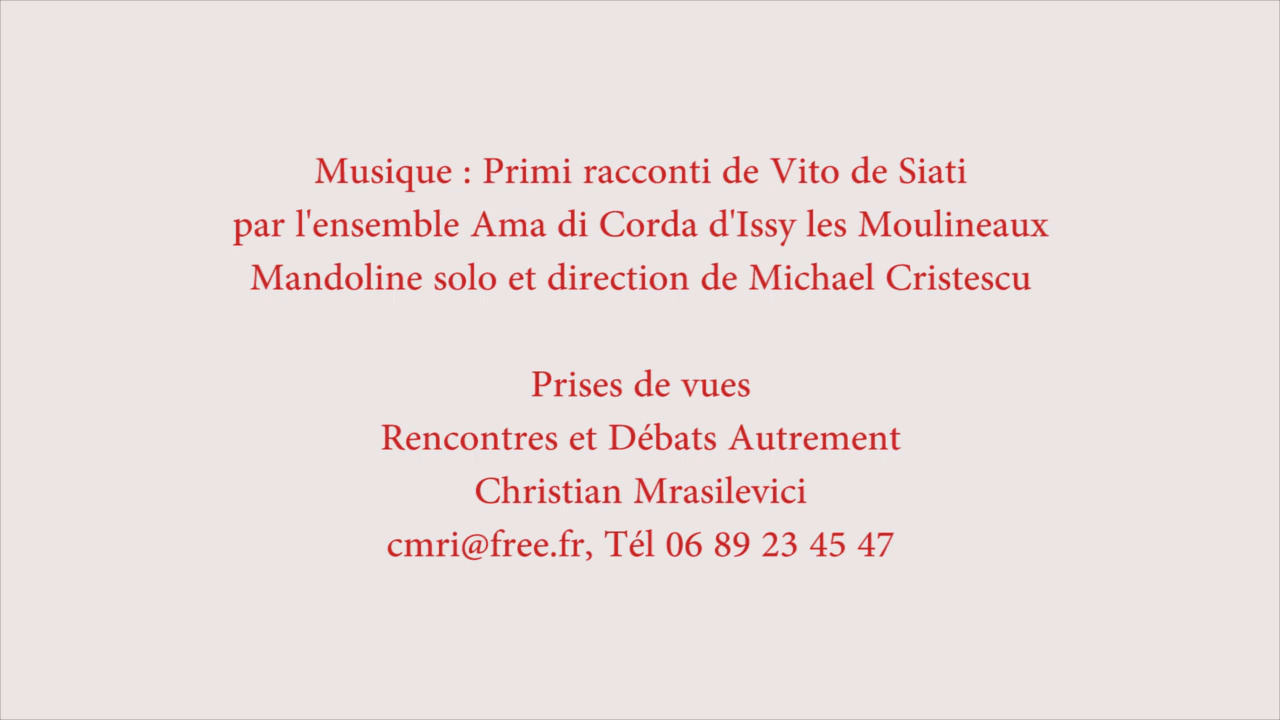 Musique : Primi racconti de Vito de Siati
par l'ensemble Ama di Corda d'Issy les Moulineaux
Mandoline solo et direction de Michael Cristescu
Prises de vues
Rencontres et Débats Autrement
Christian Mrasilevici
cmri@free.fr, Tél 06 89 23 45 47